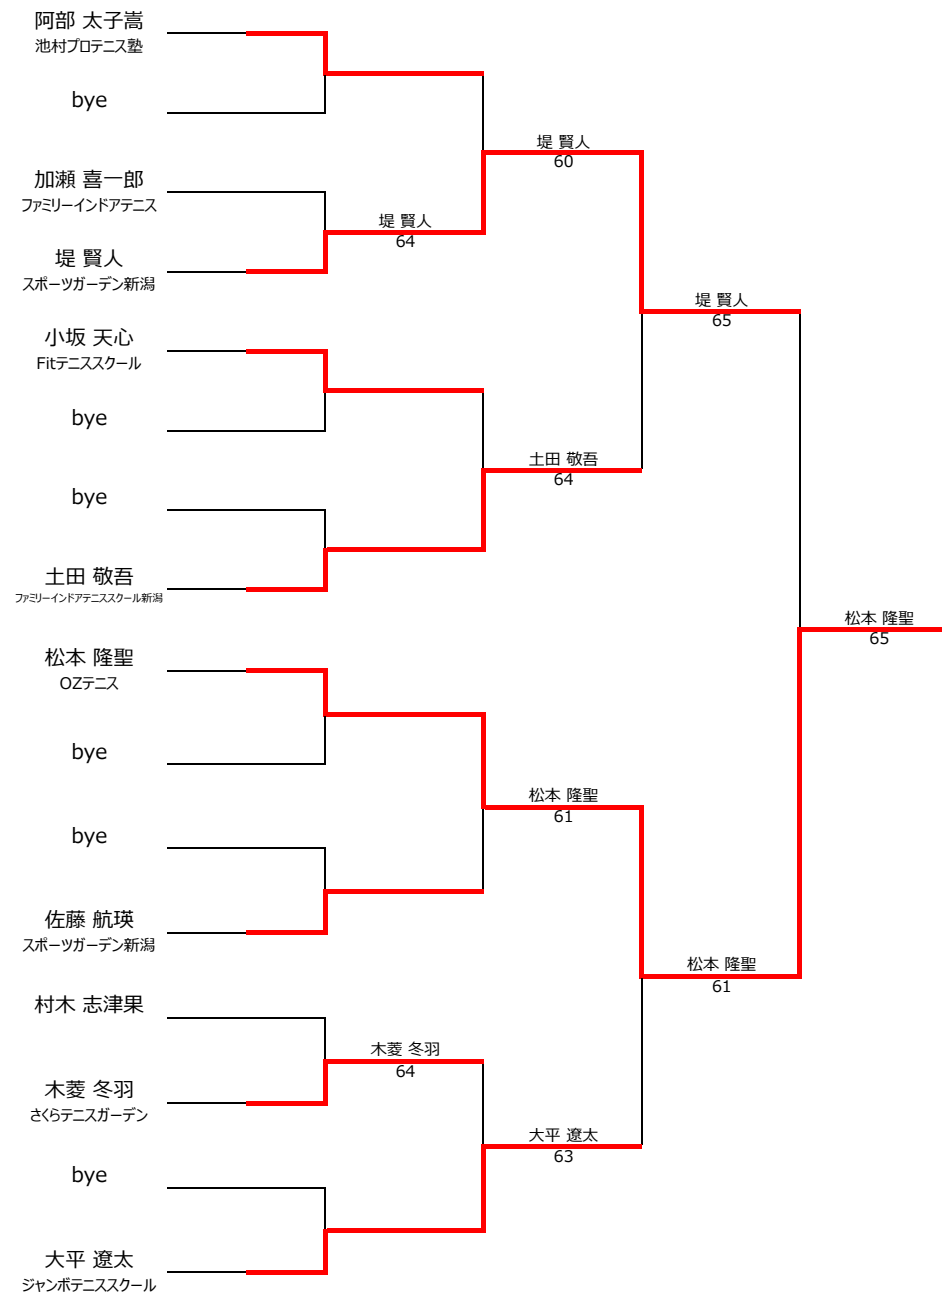 阿部 太子嵩
池村プロテニス塾
bye
加瀬 喜一郎
ファミリーインドアテニス
堤 賢人
スポーツガーデン新潟
小坂 天心
Fitテニススクール
bye
bye
土田 敬吾
ファミリーインドアテニススクール新潟
松本 隆聖
OZテニス
bye
bye
佐藤 航瑛
スポーツガーデン新潟
村木 志津果
木菱 冬羽
さくらテニスガーデン
bye
大平 遼太
ジャンボテニススクール
堤 賢人
64
木菱 冬羽
64
堤 賢人
60
土田 敬吾
64
松本 隆聖
61
大平 遼太
63
堤 賢人
65
松本 隆聖
61
松本 隆聖
65